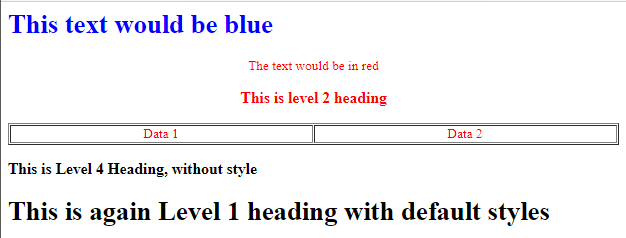 This text would be blue
The text would be in red
This is level 2 heading
Data 1 Data 2
This is Level 4 Heading, without style
This is again Level 1 heading with default styles